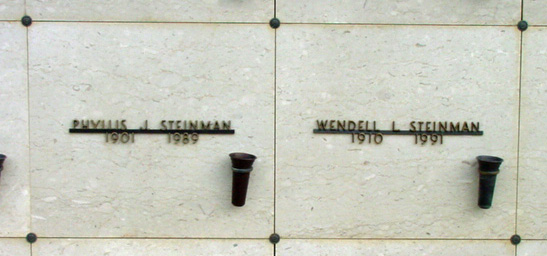 PHYLLIS J. STEINMAN
1901 1989
WENDELL L. STEINMAN
1910 1991